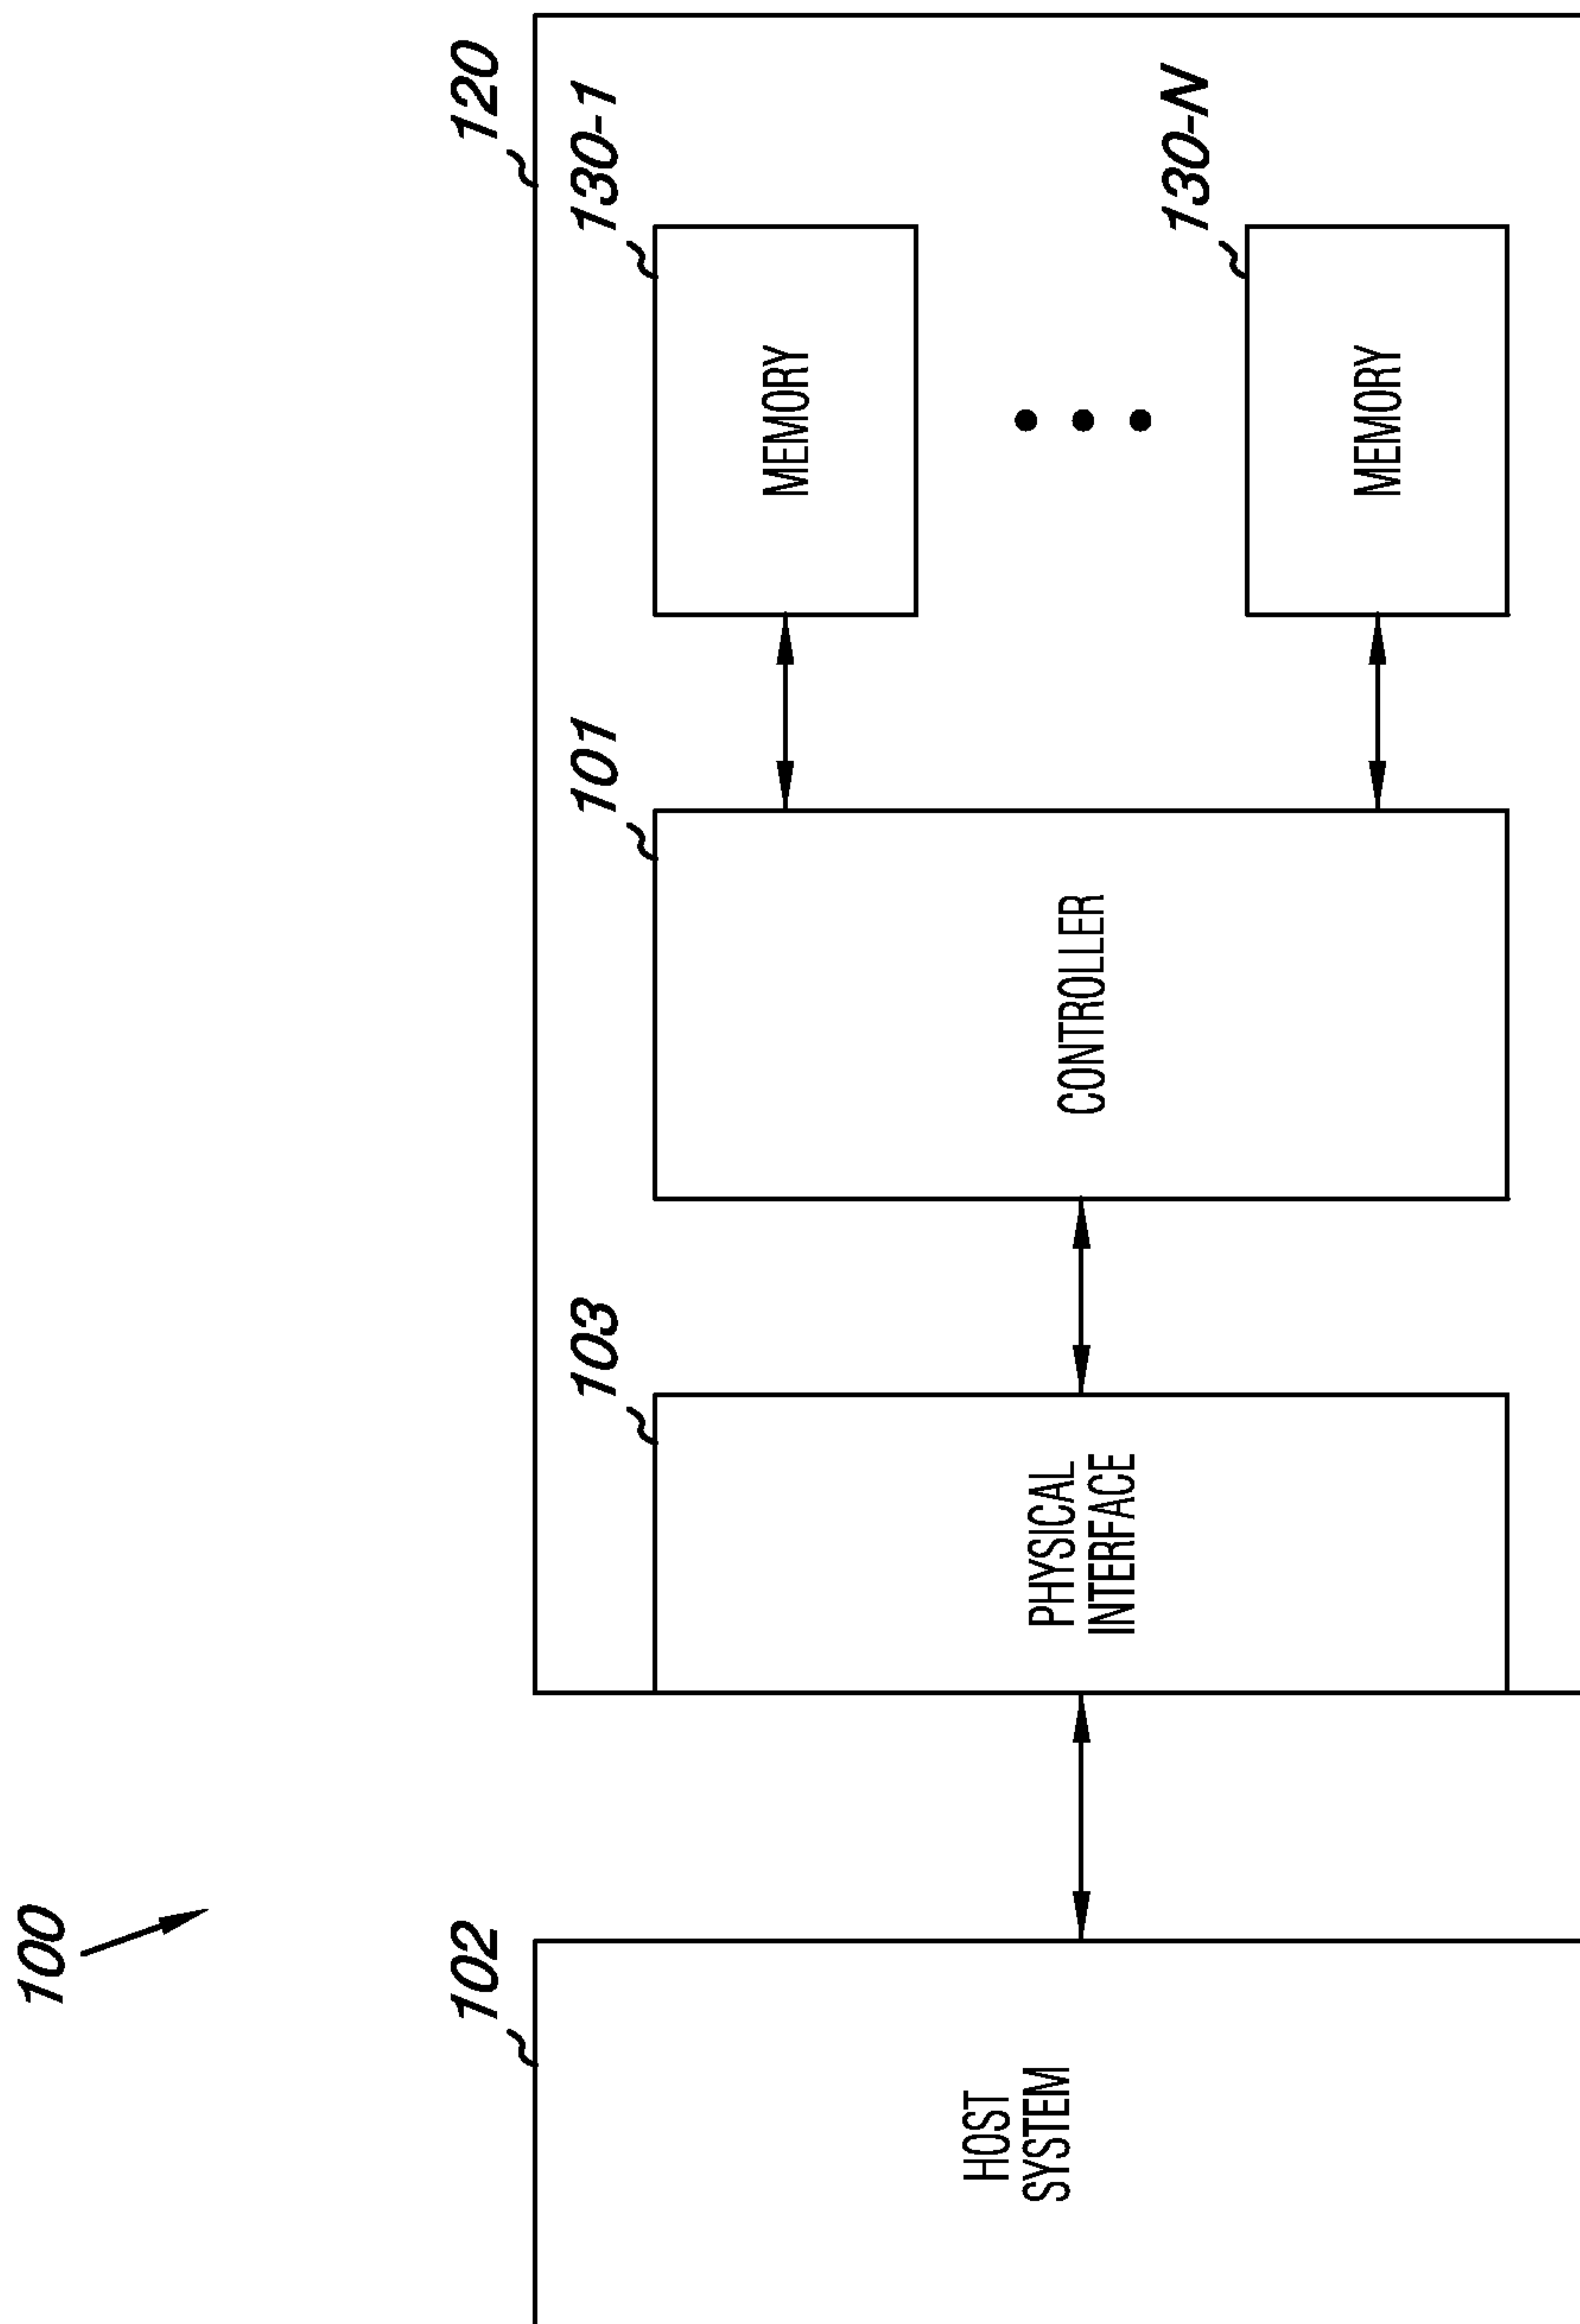 100
102
120
103
101
130-1
HOST
SYSTEM
PHYSICAL
INTERFACE
CONTROLLER
MEMORY
130-N
MEMORY